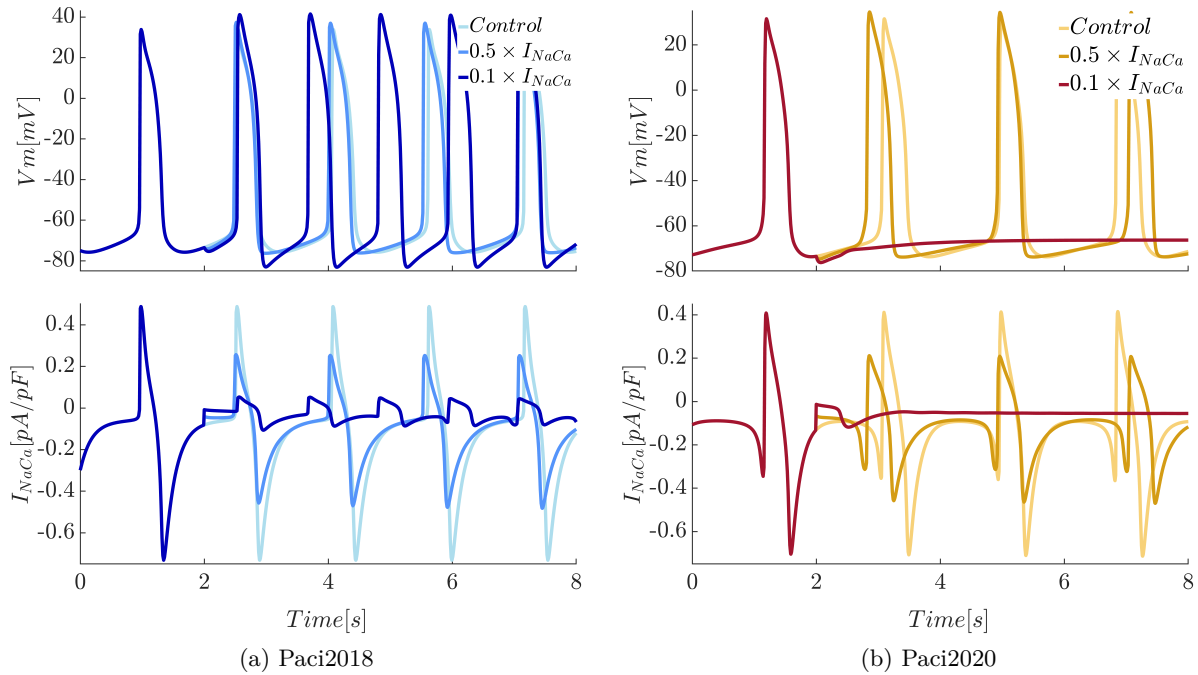 40
20
0
-20
-40
-60
-80
Vm[mV]
Control
0.5 × I_NaCa
0.1 × I_NaCa
20
0
-20
-40
-60
-80
Vm[mV]
Control
0.5 × I_NaCa
0.1 × I_NaCa
0.4
0.2
0
-0.2
-0.4
-0.6
I_NaCa[pA/pF]
0 2 4 6 8
Time[s]
0.4
0.2
0
-0.2
-0.4
-0.6
I_NaCa[pA/pF]
0 2 4 6 8
Time[s]
(a) Paci2018
(b) Paci2020